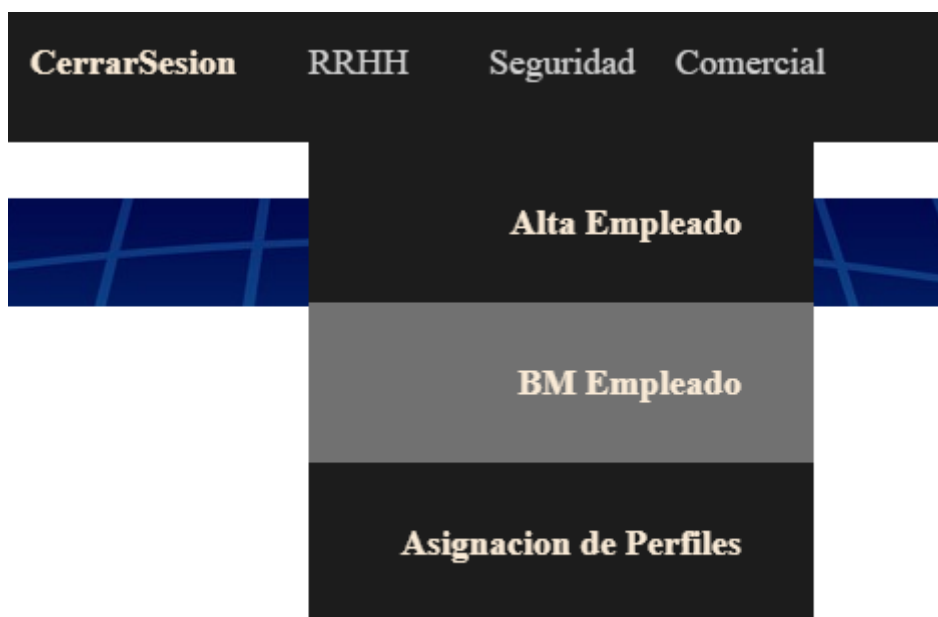 CerrarSesion RRHH Seguridad Comercial
Alta Empleado
BM Empleado
Asignacion de Perfiles